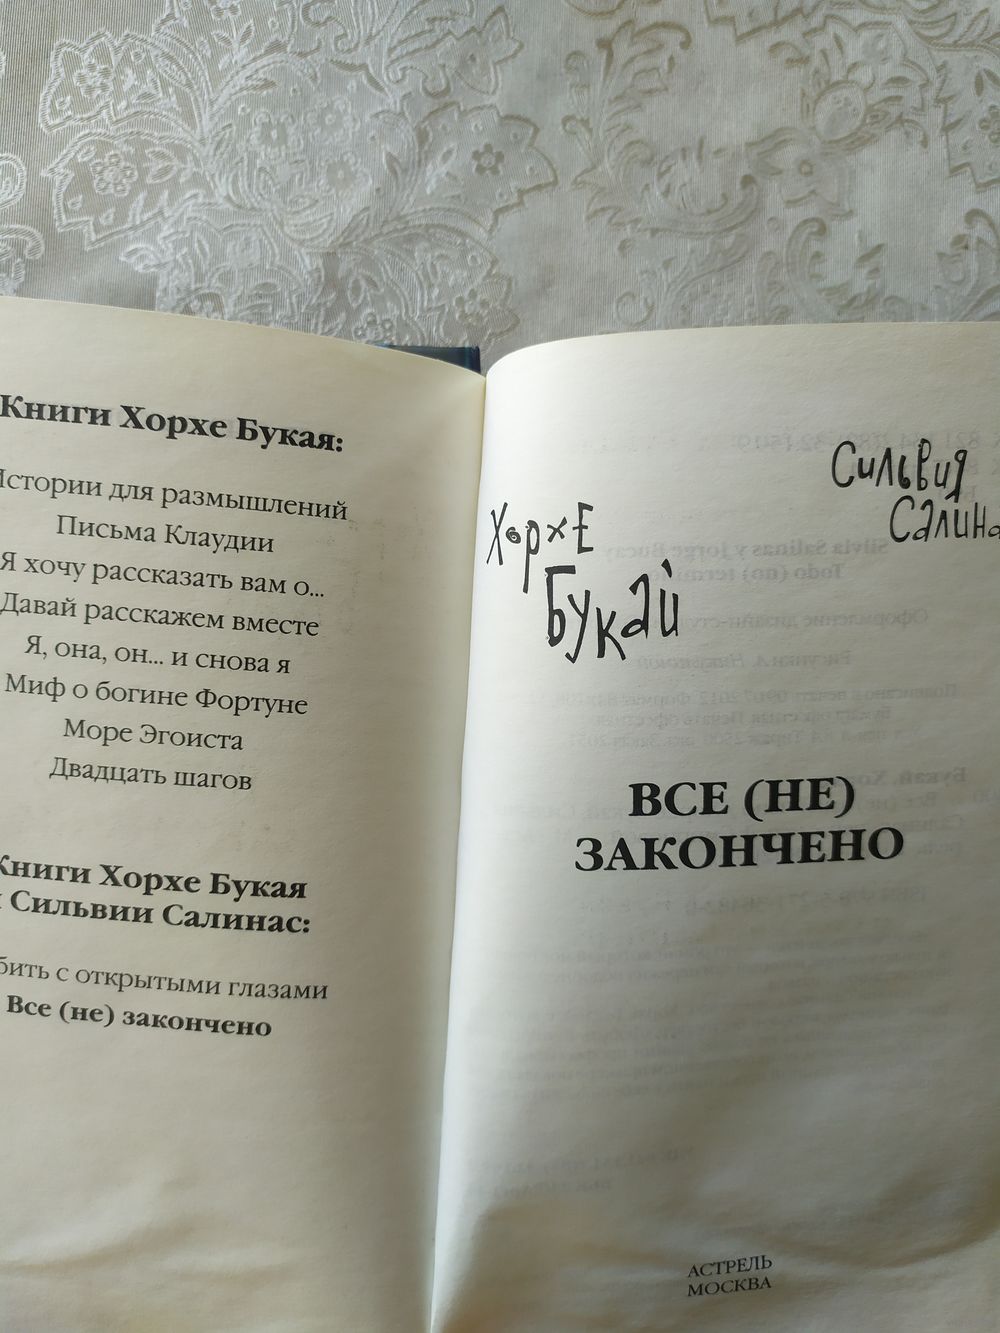 Книги Хорхе Букая:
Истории для размышлений
Письма Клаудии
Я хочу рассказать вам о...
Давай расскажем вместе
Я, она, он... и снова я
Миф о богине Фортуне
Море Эгоиста
Двадцать шагов
Книги Хорхе Букая
Сильвии Салинас:
бить с открытыми глазами
Все (не) закончено
Хорхе
Букай
Сильвия
Салина
ВСЕ (НЕ)
ЗАКОНЧЕНО
АСТРЕЛЬ
МОСКВА